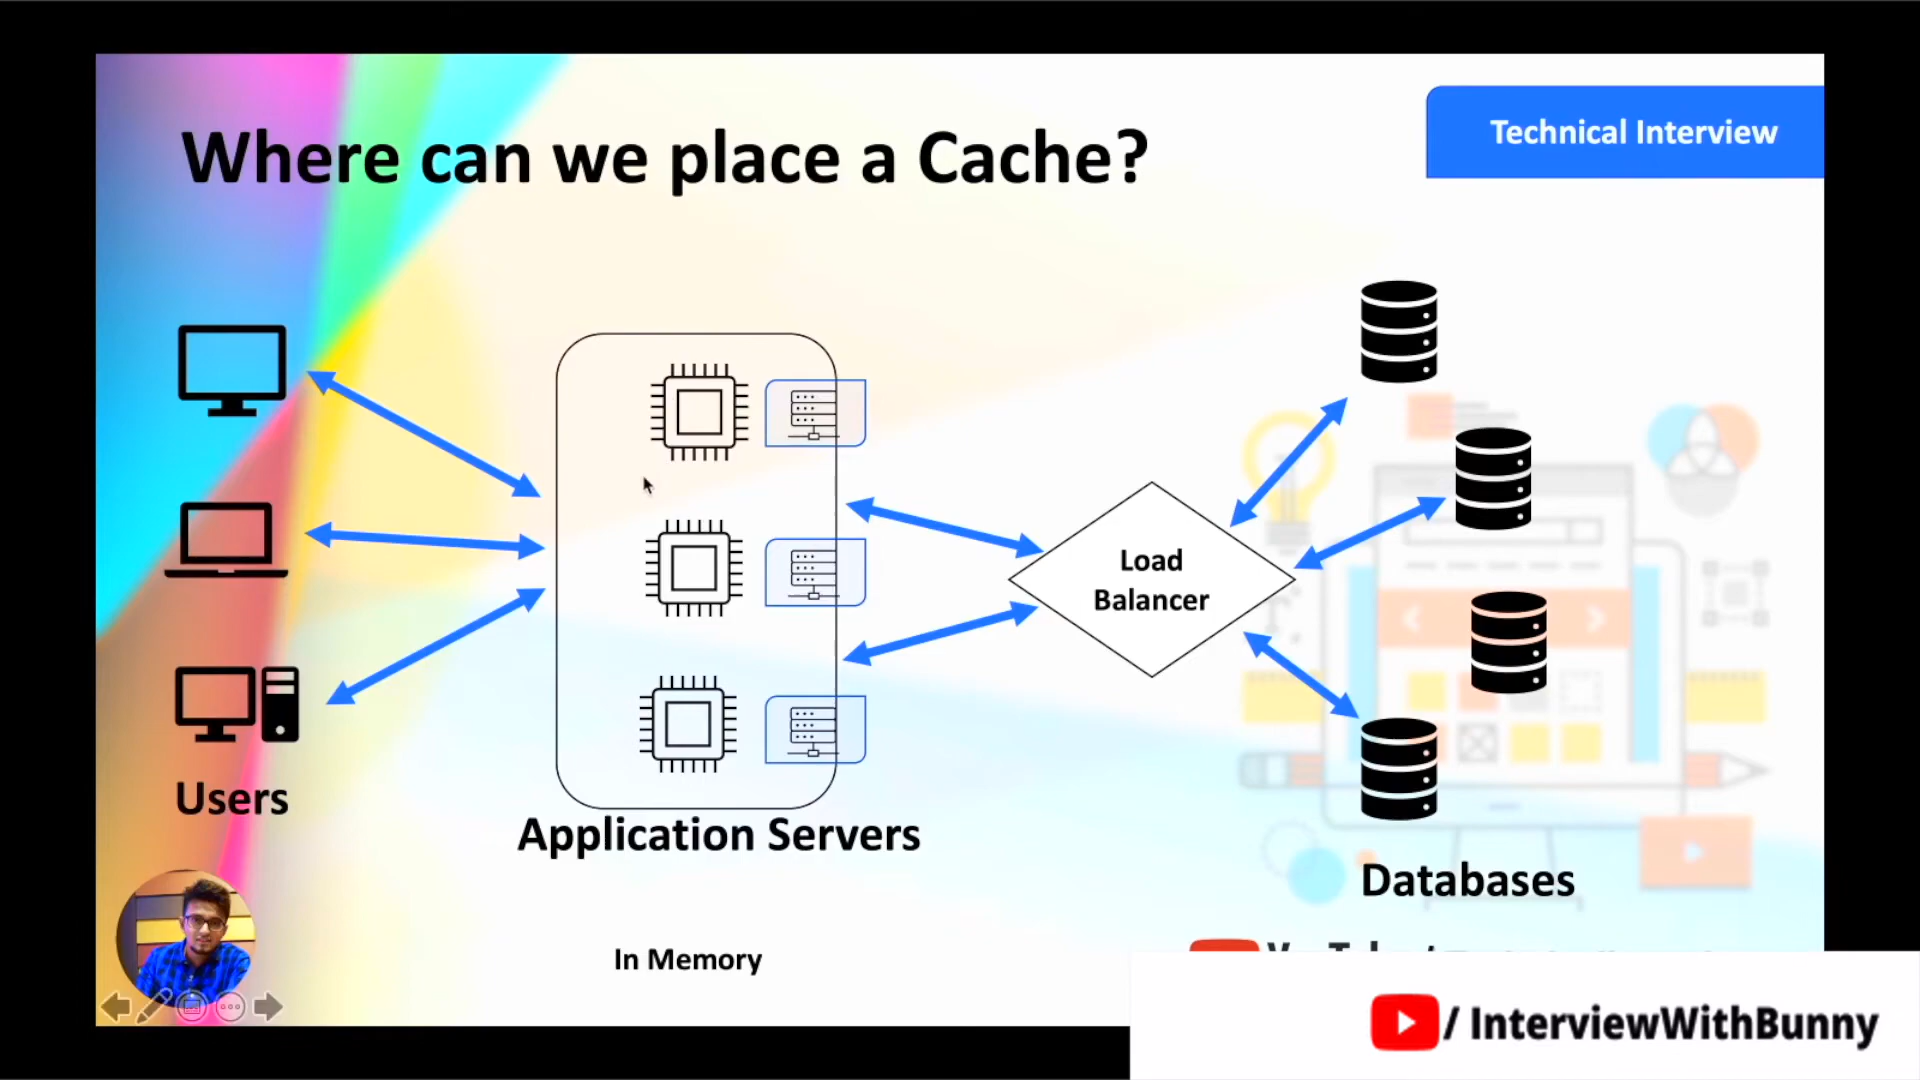 Where can we place a Cache?
Technical Interview
Load
Balancer
Users
Application Servers
Databases
In Memory
/ InterviewWithBunny